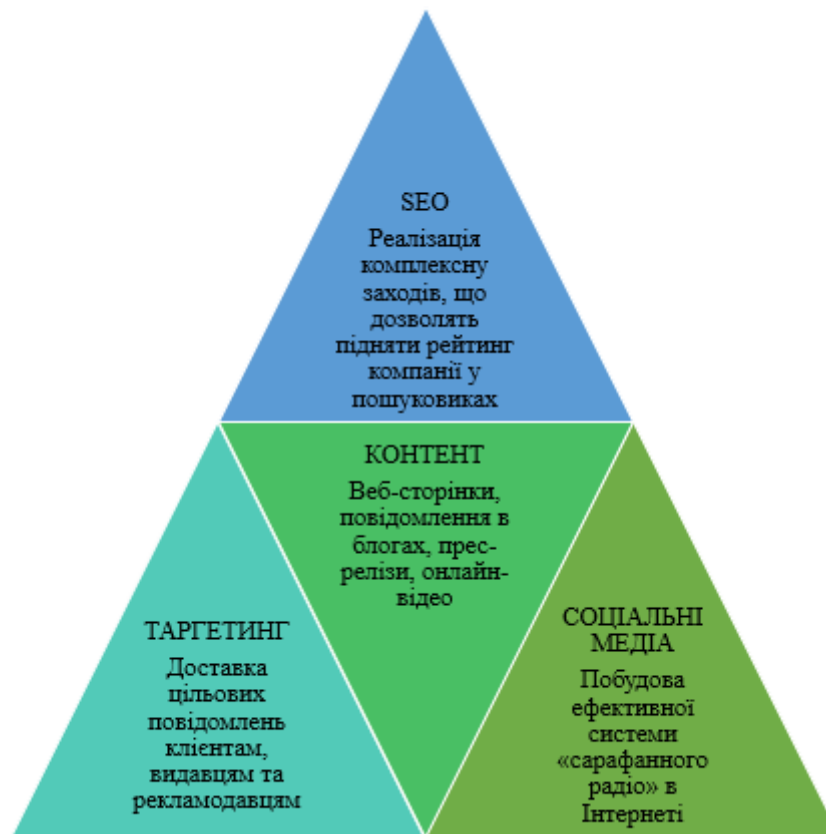 SEO
Реалізація
комплексну
заходів, що
дозволять
підняти рейтинг
компанії у
пошуковиках
КОНТЕНТ
Веб-сторінки,
повідомлення в
блогах, прес-
релізи, онлайн-
відео
ТАРГЕТИНГ
Доставка
цільових
повідомлень
клієнтам,
видавцям та
рекламодавцям
СОЦІАЛЬНІ
МЕДІА
Побудова
ефективної
системи
«сарафанного
радіо» в
Інтернеті